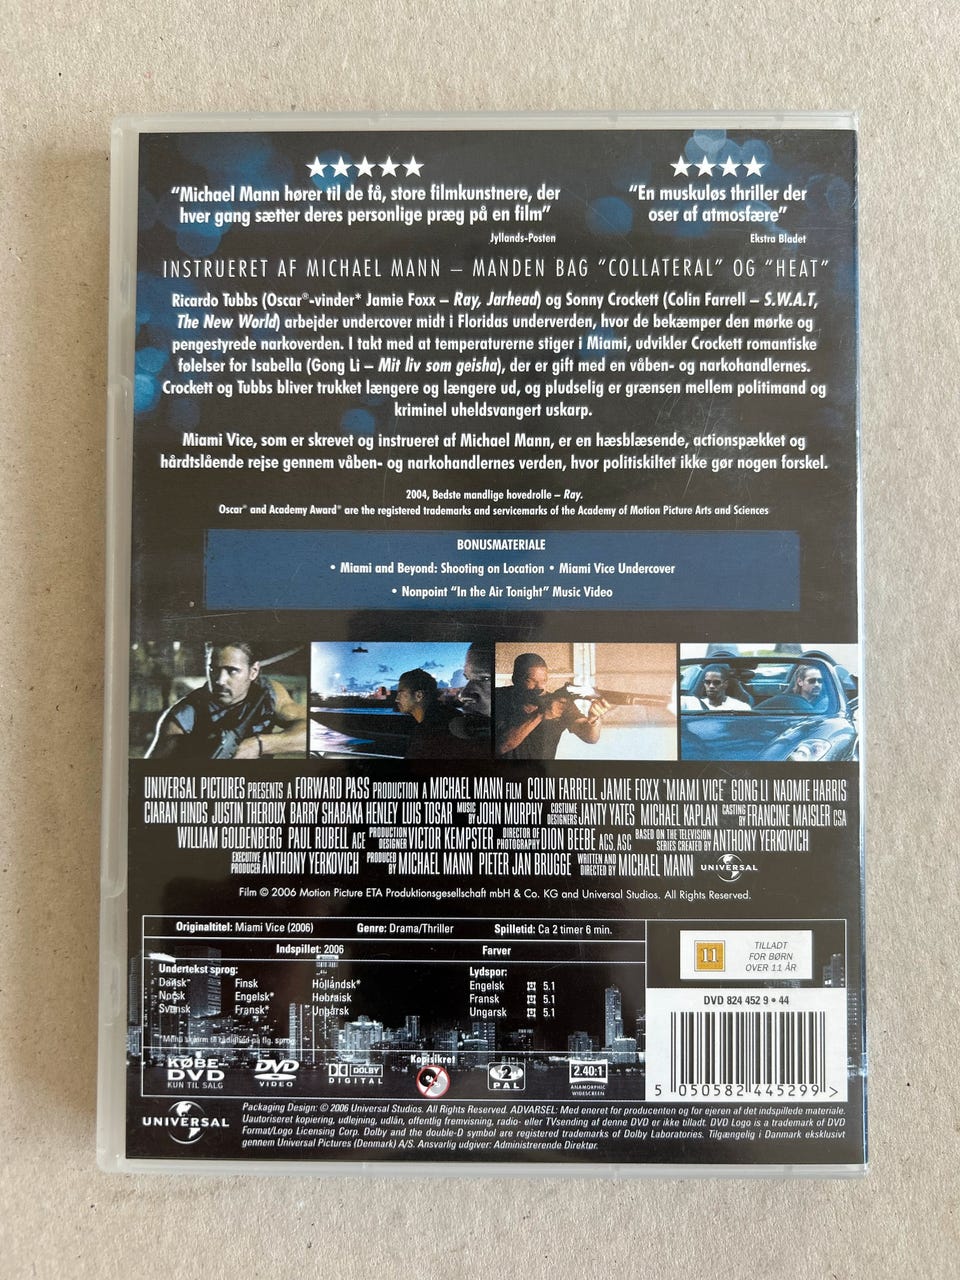 "Michael Mann hører til de få, store filmkunstnere, der
hver gang sætter deres personlige præg på en film"
Jyllands-Posten
"En muskuløs thriller der
oser af atmosfære"
Ekstra Bladet
INSTRUERET AF MICHAEL MANN – MANDEN BAG "COLLATERAL" OG "HEAT"
Ricardo Tubbs (Oscar®-vinder* Jamie Foxx – Ray, Jarhead) og Sonny Crockett (Colin Farrell – S.W.A.T,
The New World) arbejder undercover midt i Floridas underverden, hvor de bekæmper den mørke og
pengestyrede narkoverden. I takt med at temperaturerne stiger i Miami, udvikler Crockett romantiske
følelser for Isabella (Gong Li – Mit liv som geisha), der er gift med en våben- og narkohandlernes.
Crockett og Tubbs bliver trukket længere og længere ud, og pludselig er grænsen mellem politimand og
kriminel uheldsvangert uskarp.
Miami Vice, som er skrevet og instrueret af Michael Mann, er en hæsblæsende, actionspækket og
hårdtslående rejse gennem våben- og narkohandlernes verden, hvor politiskiltet ikke gør nogen forskel.
2004, Bedste mandlige hovedrolle – Ray.
Oscar® and Academy Award® are the registered trademarks and servicemarks of the Academy of Motion Picture Arts and Sciences
BONUSMATERIALE
• Miami and Beyond: Shooting on Location • Miami Vice Undercover
• Nonpoint "In the Air Tonight" Music Video
UNIVERSAL PICTURES PRESENTS A FORWARD PASS PRODUCTION A MICHAEL MANN FILM COLIN FARRELL JAMIE FOXX "MIAMI VICE" GONG LI NAOMIE HARRIS
CIARAN HINDS JUSTIN THEROUX BARRY SHABAKA HENLEY LUIS TOSAR MUSIC BY JOHN MURPHY COSTUME DESIGNERS JANTY YATES MICHAEL KAPLAN CASTING BY FRANCINE MAISLER CSA
WILLIAM GOLDENBERG PAUL RUBELL ACE PRODUCTION DESIGNER VICTOR KEMPSTER DIRECTOR OF PHOTOGRAPHY DION BEEBE ACS, ASC BASED ON THE TELEVISION SERIES CREATED BY ANTHONY YERKOVICH
EXECUTIVE PRODUCER ANTHONY YERKOVICH PRODUCED BY MICHAEL MANN PIETER JAN BRUGGE WRITTEN AND DIRECTED BY MICHAEL MANN UNIVERSAL
Film © 2006 Motion Picture ETA Produktionsgesellschaft mbH & Co. KG and Universal Studios. All Rights Reserved.
Originaltitel: Miami Vice (2006) Genre: Drama/Thriller Spilletid: Ca 2 timer 6 min.
Indspillet: 2006 Farver
Undertekst sprog: Lydspor:
Dansk* Finsk Hollandsk* Engelsk 5.1
Norsk Engelsk* Hebraisk Fransk 5.1
Svensk Fransk* Ungarsk Ungarsk 5.1
*Menu skærm til rådighed på flg. sprog
TILLADT
FOR BØRN
OVER 11 ÅR
11
DVD 824 452 9 • 44
5 050582 445299 >
KØBE-
DVD
KUN TIL SALG
DVD
VIDEO
DOLBY
DIGITAL
Kopisikret
2
PAL
2.40:1
ANAMORPHIC
WIDESCREEN
UNIVERSAL
Packaging Design: © 2006 Universal Studios. All Rights Reserved. ADVARSEL: Med eneret for producenten og for ejeren af det indspillede materiale.
Uautoriseret kopiering, udlejning, udlån, offentlig fremvisning, radio- eller TVsending af denne DVD er ikke tilladt. DVD Logo is a trademark of DVD
Format/Logo Licensing Corp. Dolby and the double-D symbol are registered trademarks of Dolby Laboratories. Tilgængelig i Danmark eksklusivt
gennem Universal Pictures (Denmark) A/S. Ansvarlig udgiver: Administrerende Direktør.